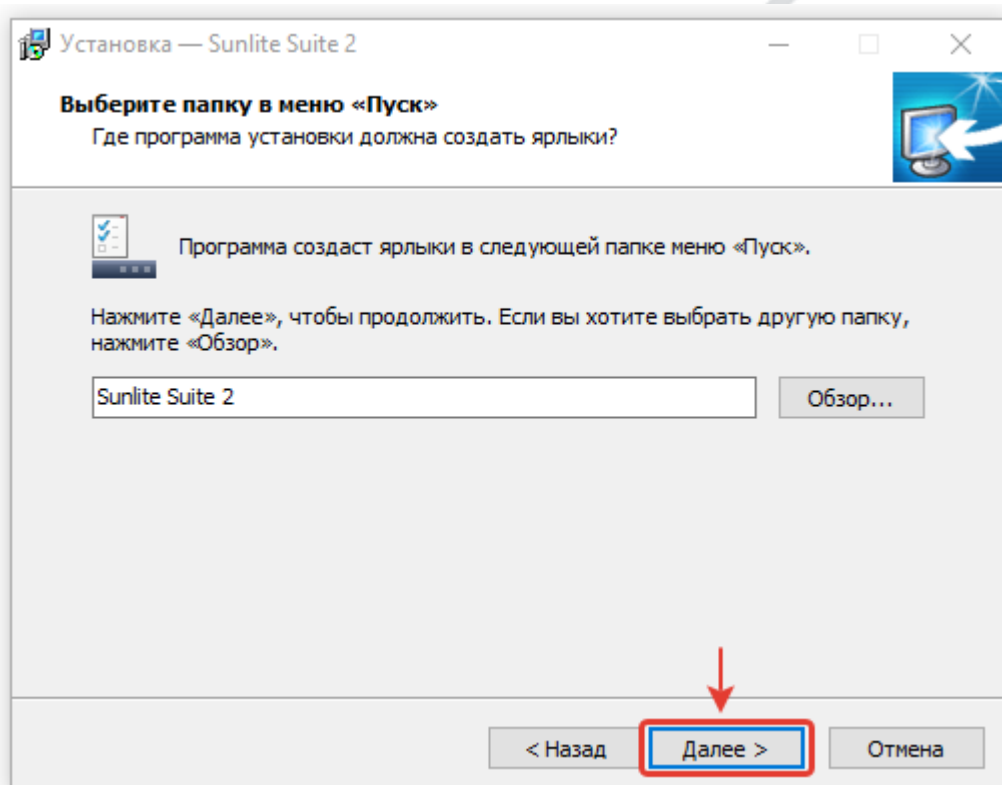 Установка — Sunlite Suite 2
Выберите папку в меню «Пуск»
Где программа установки должна создать ярлыки?
Программа создаст ярлыки в следующей папке меню «Пуск».
Нажмите «Далее», чтобы продолжить. Если вы хотите выбрать другую папку,
нажмите «Обзор».
Sunlite Suite 2
Обзор...
< Назад
Далее >
Отмена